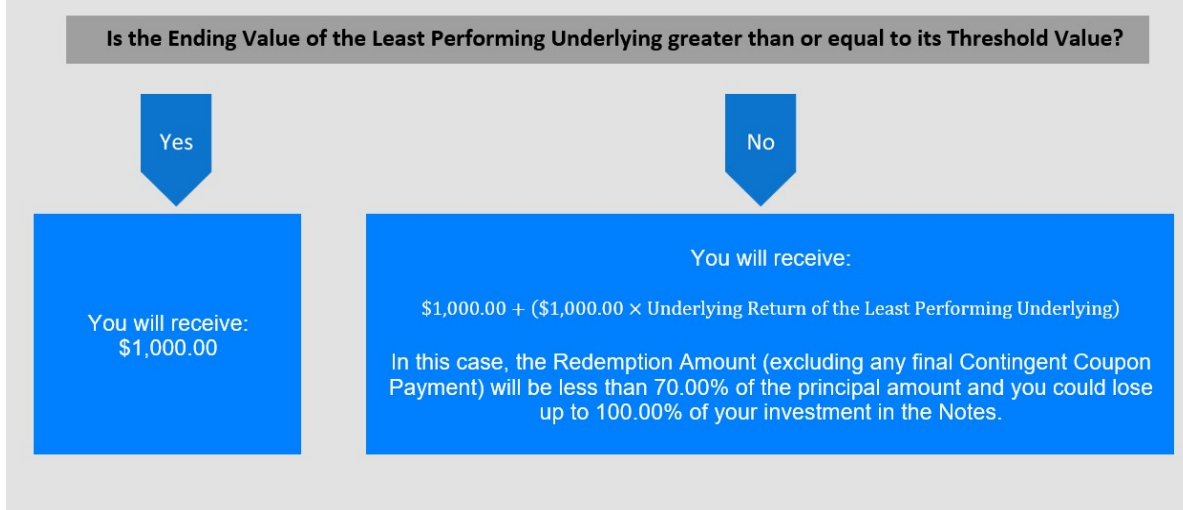 Is the Ending Value of the Least Performing Underlying greater than or equal to its Threshold Value?
Yes
No
You will receive:
$1,000.00
You will receive:
$1,000.00 + ($1,000.00 × Underlying Return of the Least Performing Underlying)
In this case, the Redemption Amount (excluding any final Contingent Coupon
Payment) will be less than 70.00% of the principal amount and you could lose
up to 100.00% of your investment in the Notes.